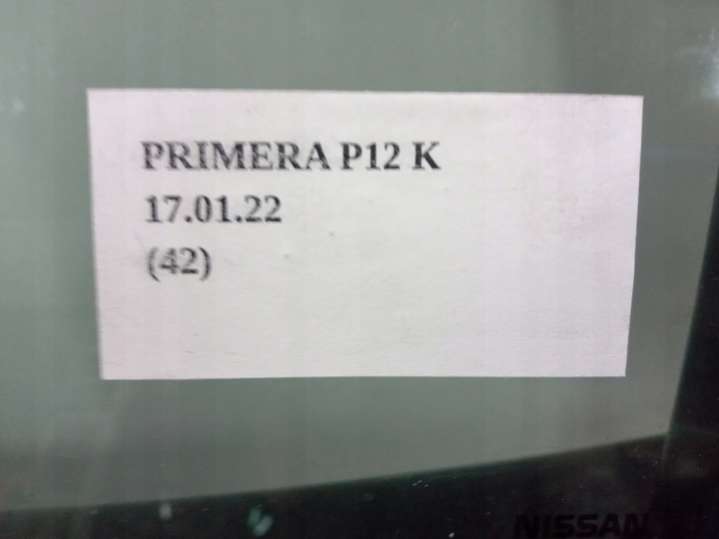 PRIMERA P12 K
17.01.22
(42)
NISSAN